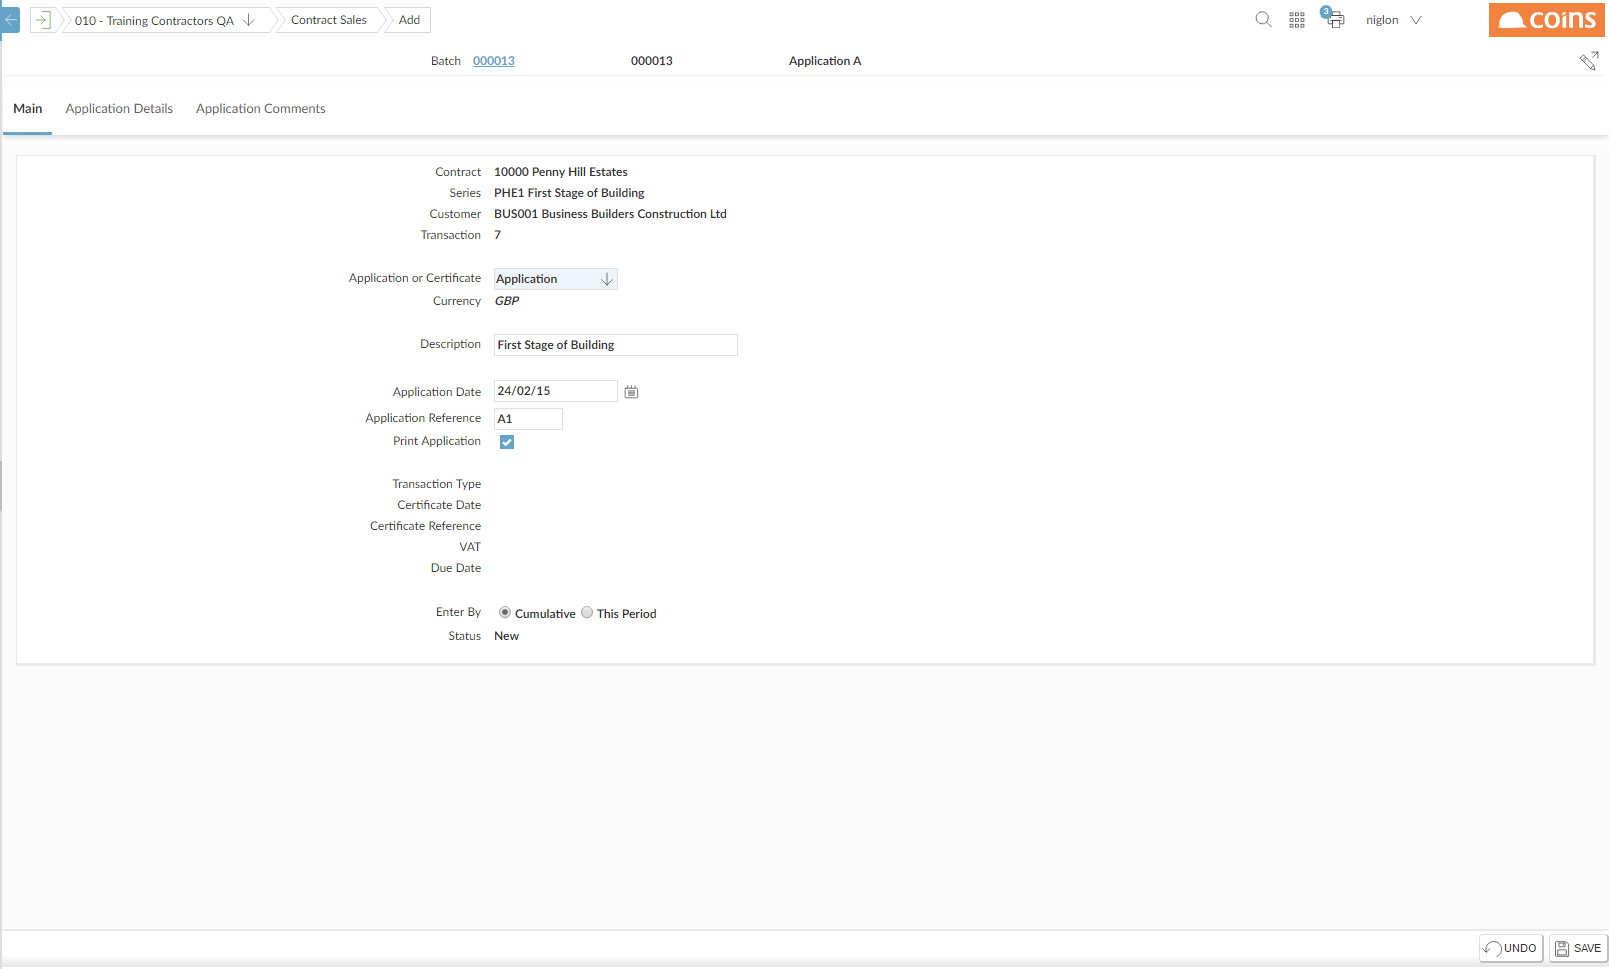 010 - Training Contractors QA Contract Sales Add 3 niglon coins
Batch 000013 000013 Application A
Main Application Details Application Comments
Contract 10000 Penny Hill Estates
Series PHE1 First Stage of Building
Customer BUS001 Business Builders Construction Ltd
Transaction 7
Application or Certificate Application
Currency GBP
Description First Stage of Building
Application Date 24/02/15
Application Reference A1
Print Application
Transaction Type
Certificate Date
Certificate Reference
VAT
Due Date
Enter By Cumulative This Period
Status New
UNDO SAVE